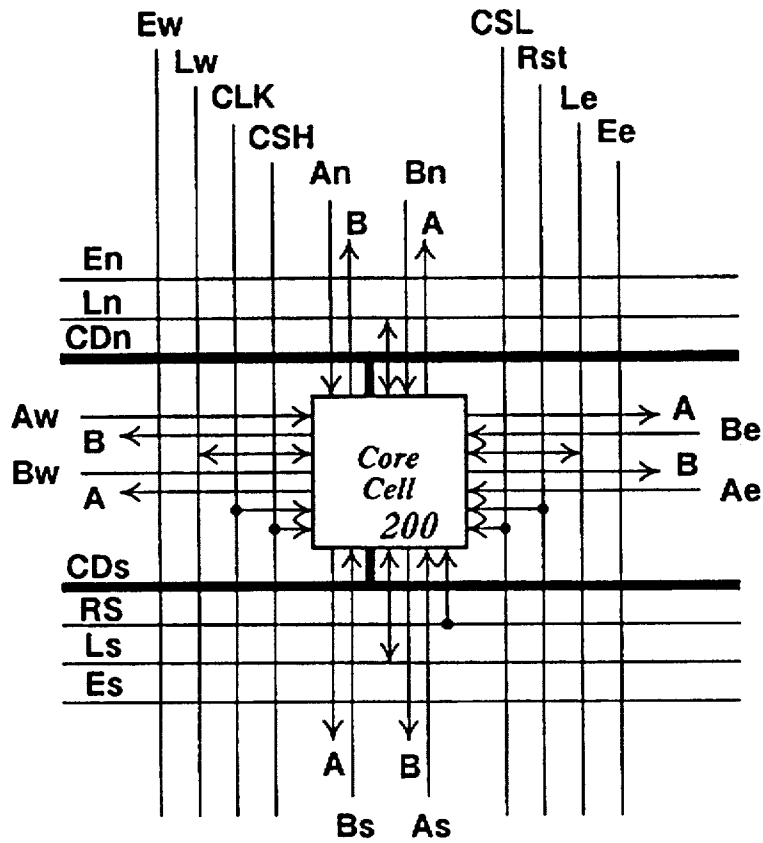 Ew
CSL
Lw
Rst
CLK
Le
CSH
Ee
An
Bn
B
A
En
Ln
CDn
Aw
A
B
Be
Bw
B
A
Ae
Core
Cell
200
CDs
RS
Ls
Es
A
B
Bs
As